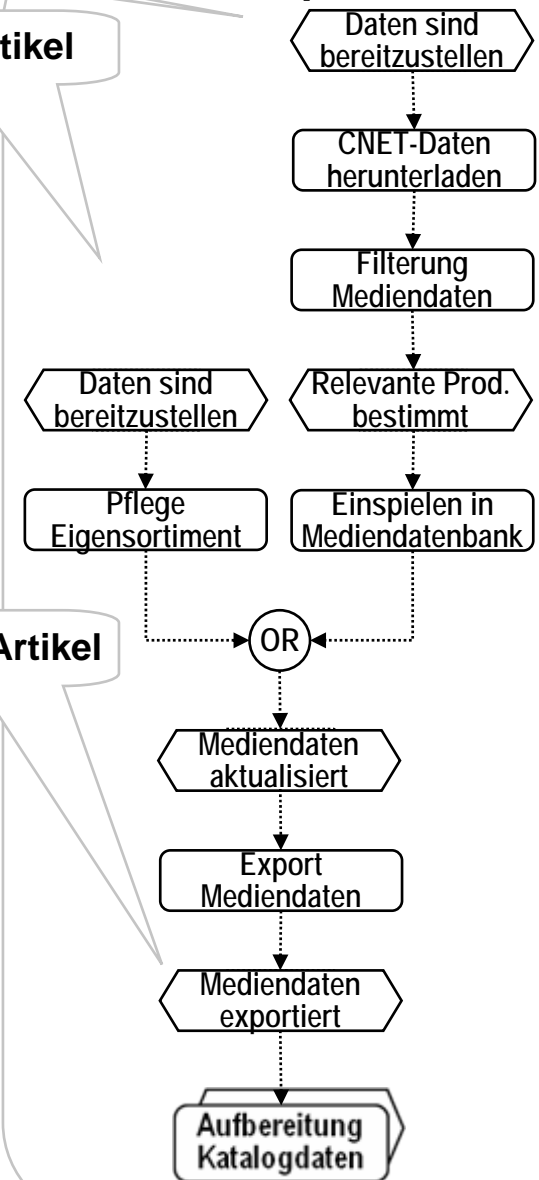 Daten sind
bereitzustellen
tikel
CNET-Daten
herunterladen
Filterung
Mediendaten
Daten sind
bereitzustellen
Relevante Prod.
bestimmt
Pflege
Eigensortiment
Einspielen in
Mediendatenbank
OR
Artikel
Mediendaten
aktualisiert
Export
Mediendaten
Mediendaten
exportiert
Aufbereitung
Katalogdaten